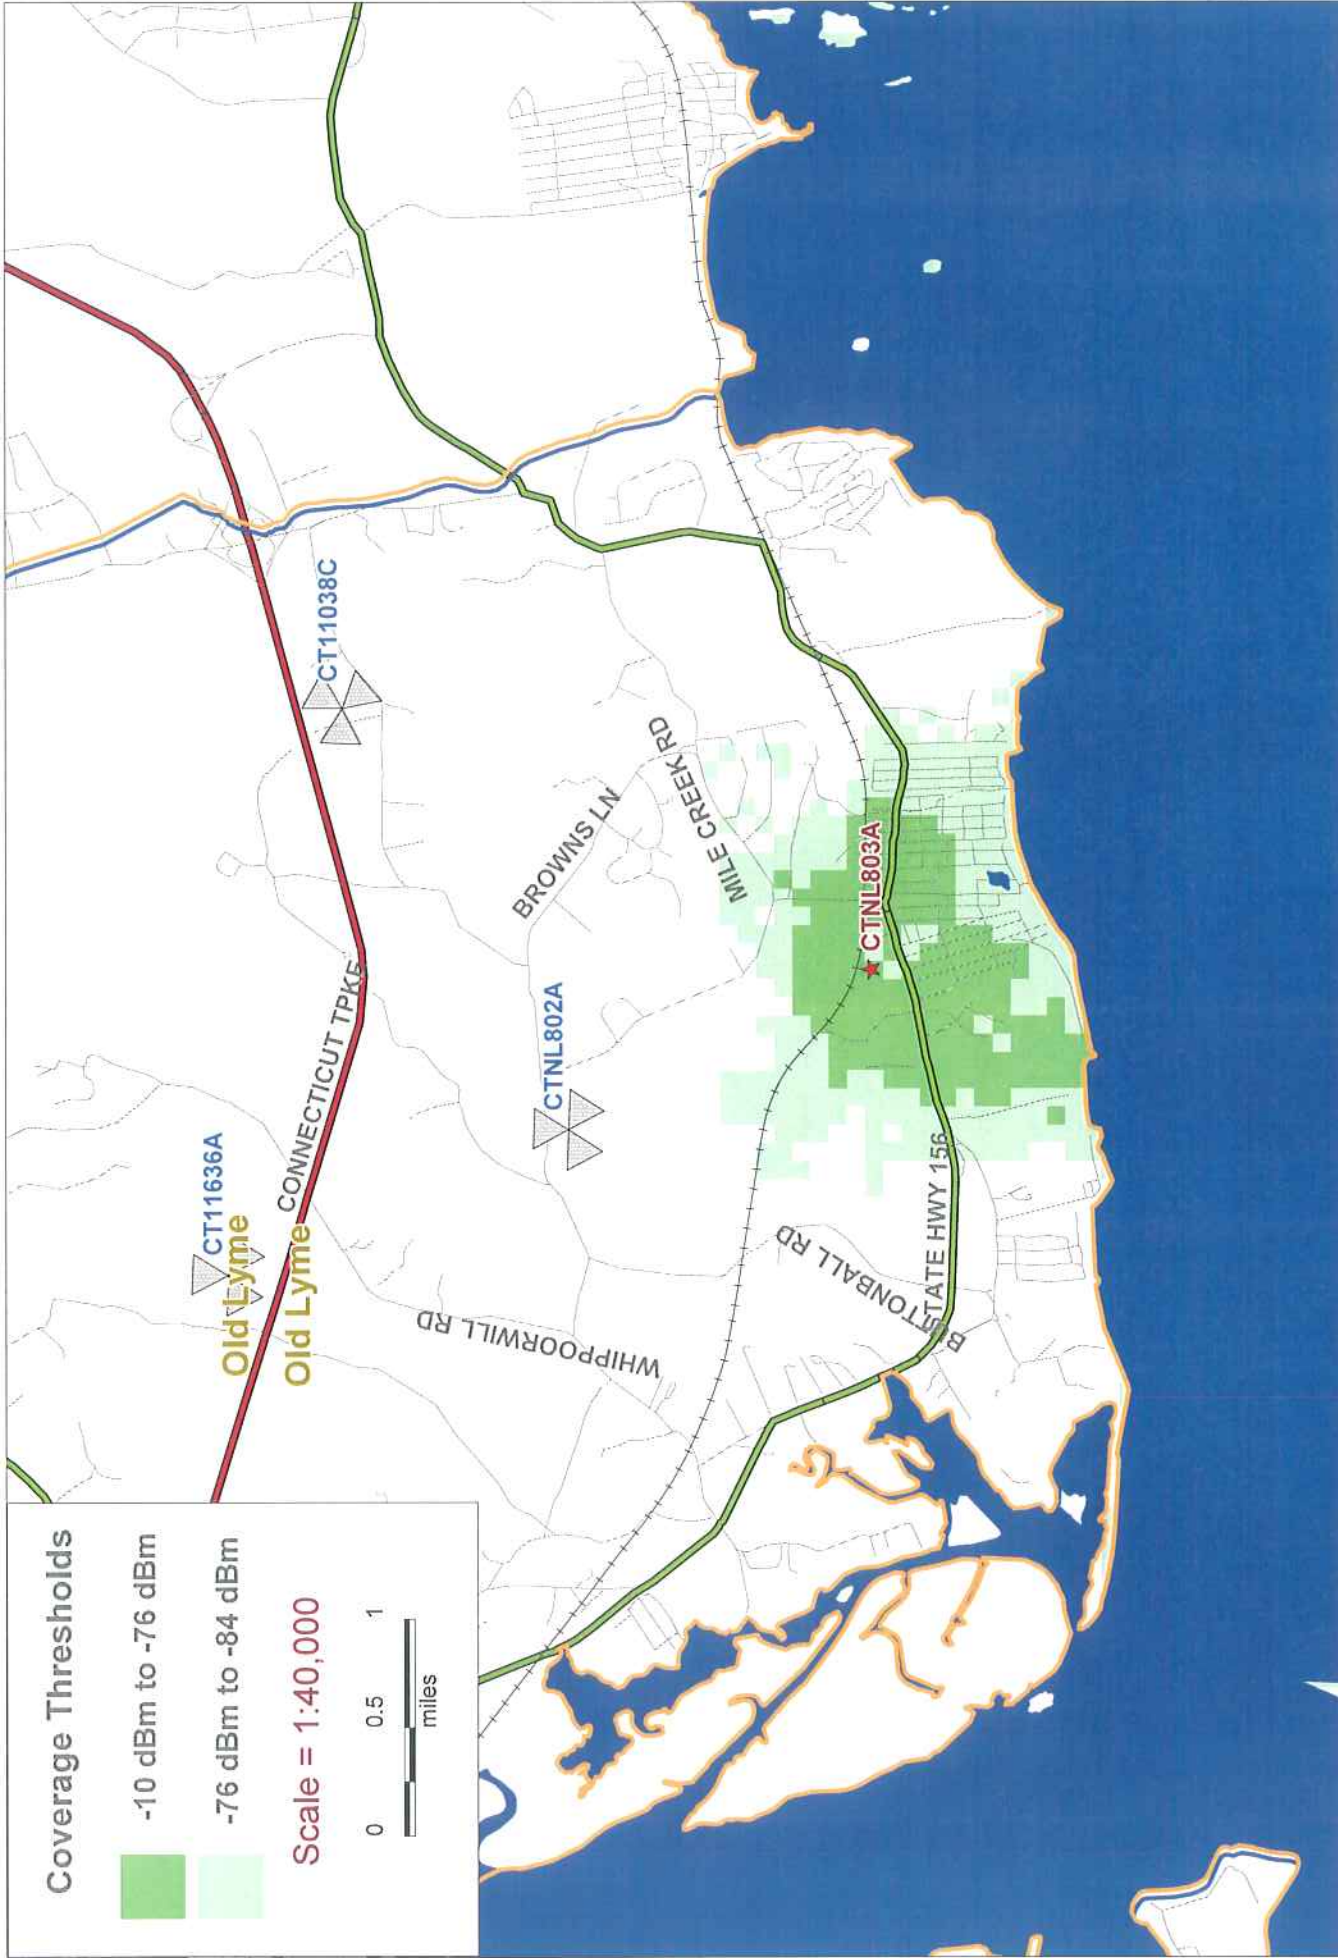 Coverage Thresholds
-10 dBm to -76 dBm
-76 dBm to -84 dBm
Scale = 1:40,000
0 0.5 1
miles
CT11636A
Old Lyme
Old Lyme
CONNECTICUT TPKE
CT11038C
CTNL802A
BROWNS LN
MILE CREEK RD
WHIPPOORWILL RD
CTNL803A
BUTTONBALL RD
STATE HWY 156